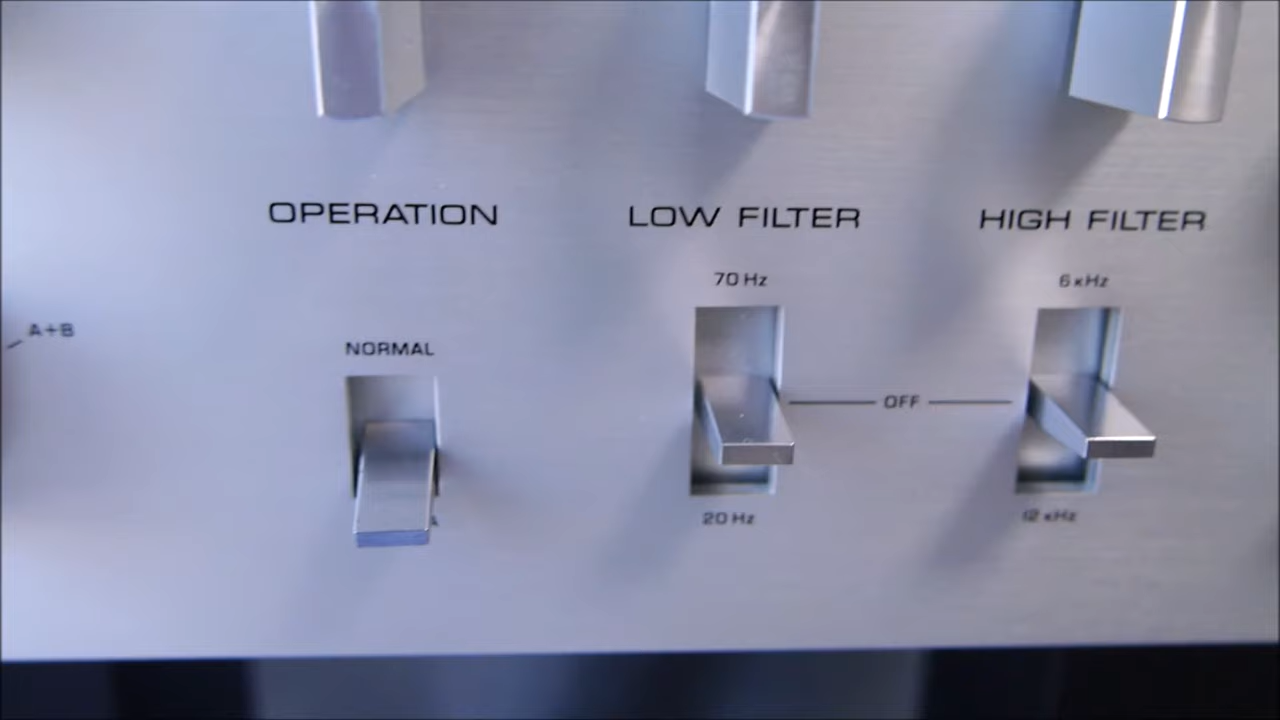 OPERATION
LOW FILTER
HIGH FILTER
70 Hz
6 kHz
A+B
NORMAL
OFF
20 Hz
12 kHz